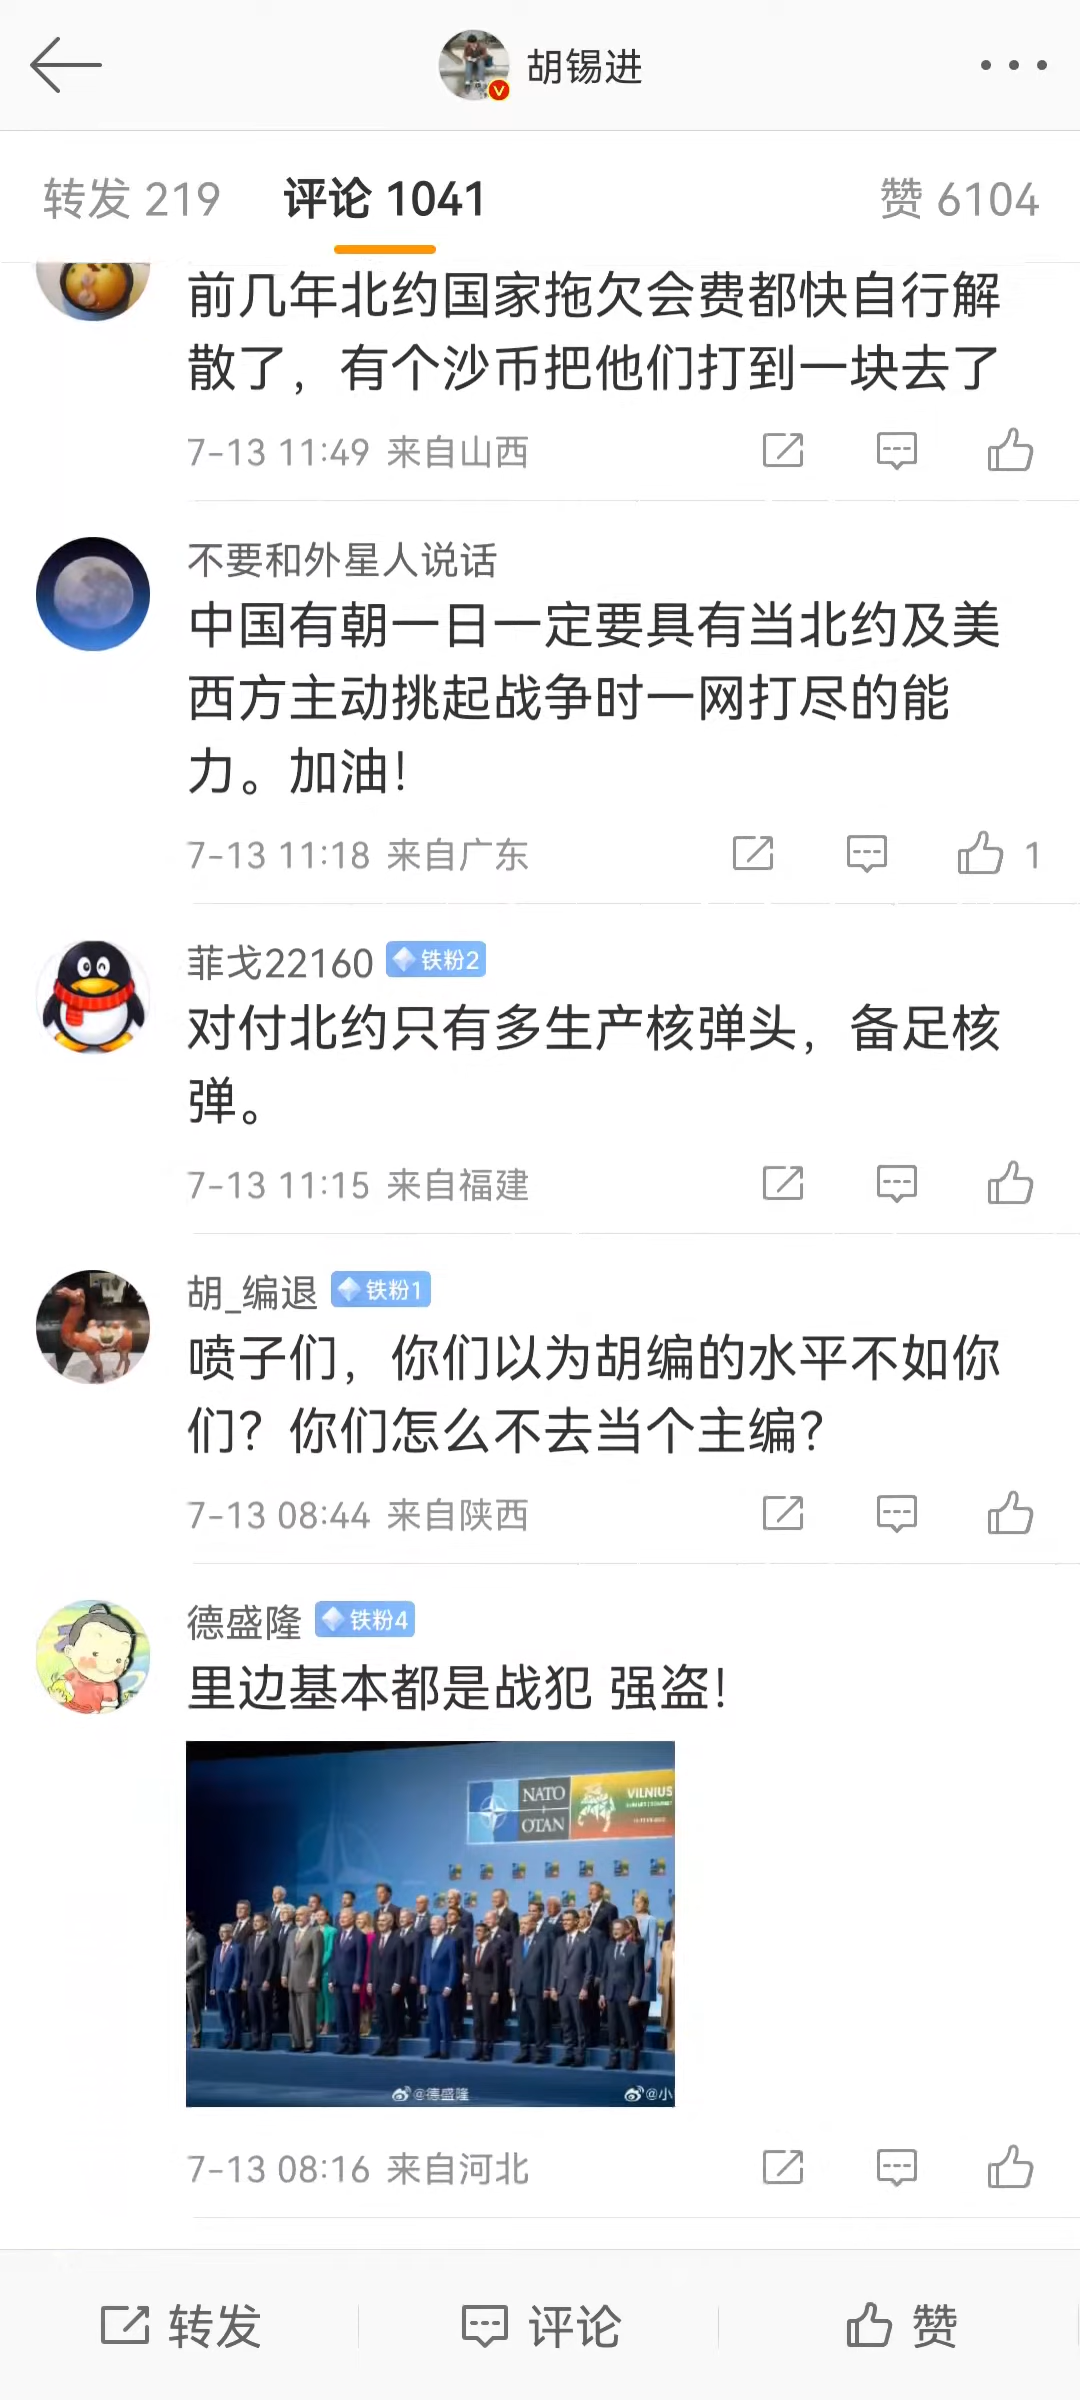 胡锡进
转发 219
评论 1041
赞 6104
前几年北约国家拖欠会费都快自行解
散了，有个沙币把他们打到一块去了
7-13 11:49 来自山西
不要和外星人说话
中国有朝一日一定要具有当北约及美
西方主动挑起战争时一网打尽的能
力。加油！
7-13 11:18 来自广东
1
菲戈22160 铁粉2
对付北约只有多生产核弹头，备足核
弹。
7-13 11:15 来自福建
胡_编退 铁粉1
喷子们，你们以为胡编的水平不如你
们？你们怎么不去当个主编？
7-13 08:44 来自陕西
德盛隆 铁粉4
里边基本都是战犯 强盗！
NATO
OTAN
VILNIUS
@德盛隆
@小
7-13 08:16 来自河北
转发
评论
赞